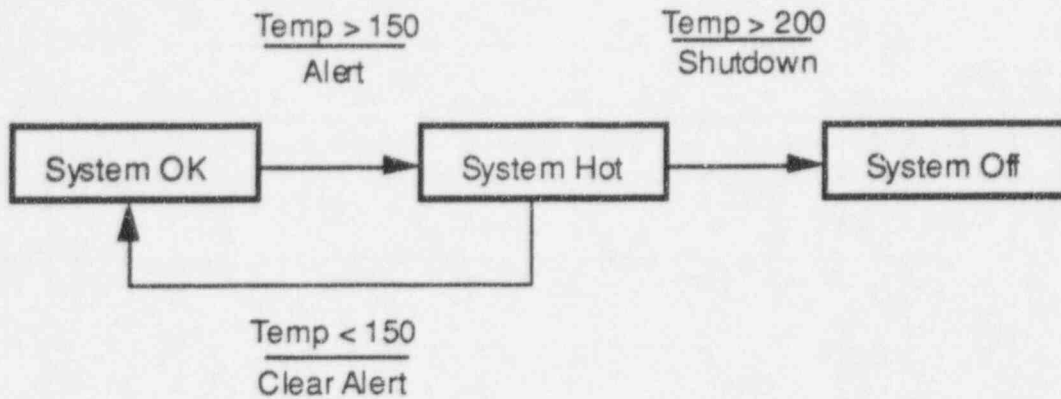 Temp > 150
Alert
Temp > 200
Shutdown
System OK
System Hot
System Off
Temp < 150
Clear Alert